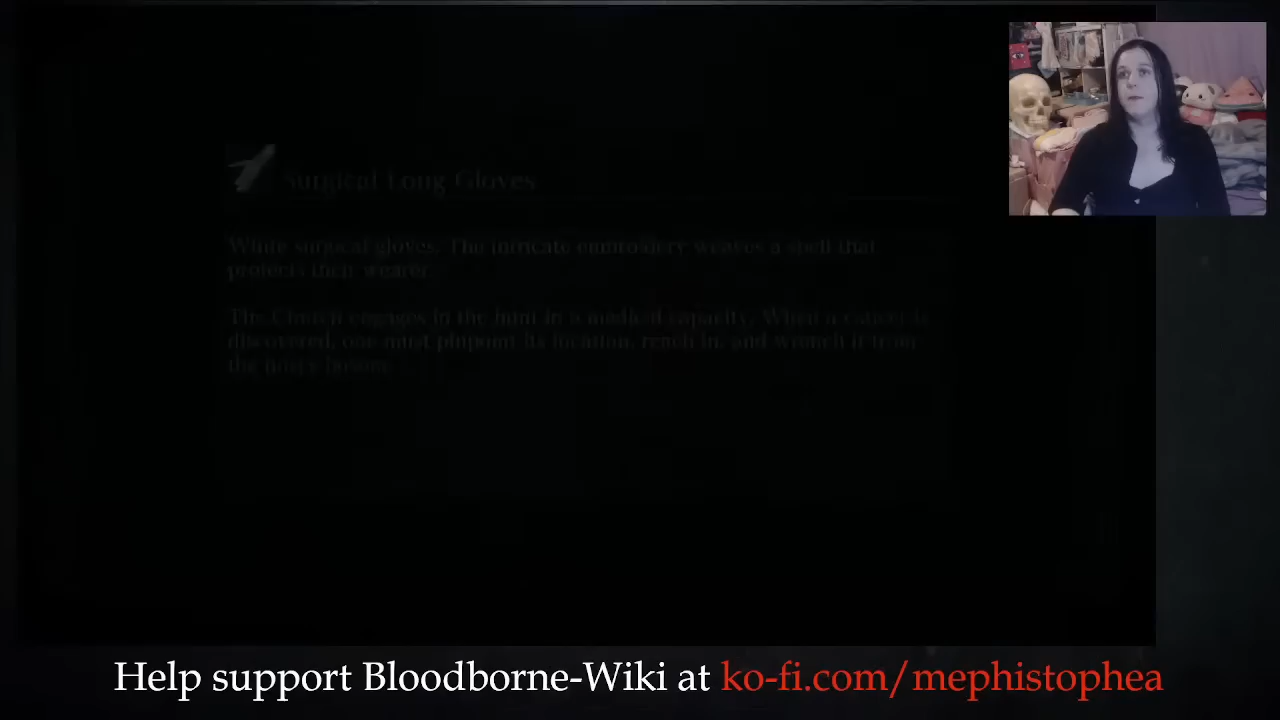 Surgical Long Gloves
White surgical gloves. The intricate embroidery weaves a spell that
protects their wearer.
The Church engages in the hunt in a medical capacity. When a cancer is
discovered, one must pinpoint its location, reach in, and wrench it from
the host's bosom.
Help support Bloodborne-Wiki at ko-fi.com/mephistophea